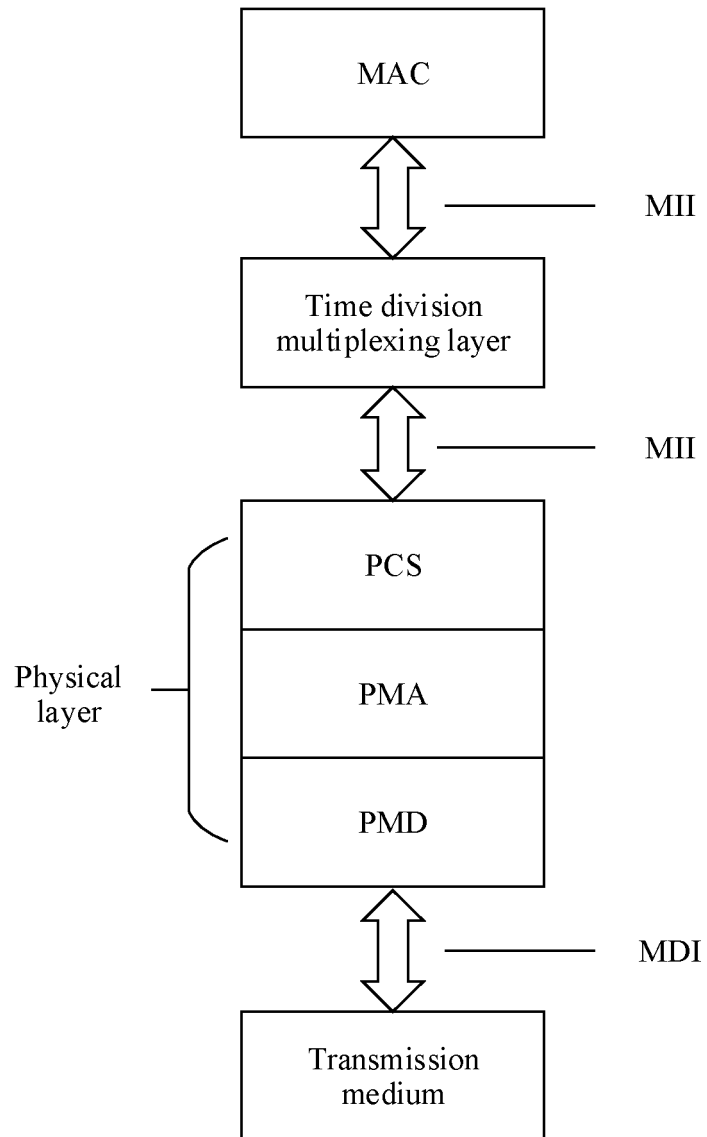 MAC
MII
Time division
multiplexing layer
MII
PCS
Physical
layer
PMA
PMD
MDI
Transmission
medium